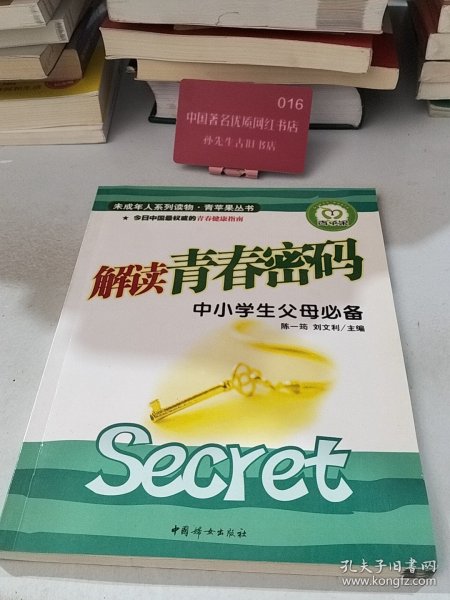 016
中国著名优质网红书店
孙先生古旧书店
未成年人系列读物·青苹果丛书
★ 今日中国最权威的青春健康指南
青苹果
解读青春密码
中小学生父母必备
陈一筠 刘文利/主编
Secret
中国妇女出版社
孔夫子旧书网
www.kongfz.com